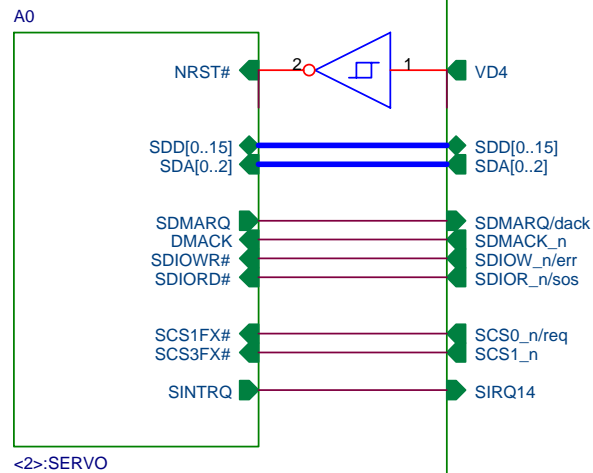 A0
NRST# 2 1 VD4
SDD[0..15] SDD[0..15]
SDA[0..2] SDA[0..2]
SDMARQ SDMARQ/dack
DMACK SDMACK_n
SDIOWR# SDIOW_n/err
SDIORD# SDIOR_n/sos
SCS1FX# SCS0_n/req
SCS3FX# SCS1_n
SINTRQ SIRQ14
<2>:SERVO